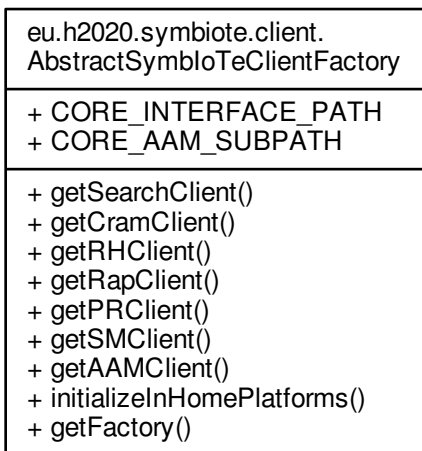 eu.h2020.symbiote.client.
AbstractSymbIoTeClientFactory
+ CORE_INTERFACE_PATH
+ CORE_AAM_SUBPATH
+ getSearchClient()
+ getCramClient()
+ getRHClient()
+ getRapClient()
+ getPRClient()
+ getSMClient()
+ getAAMClient()
+ initializeInHomePlatforms()
+ getFactory()